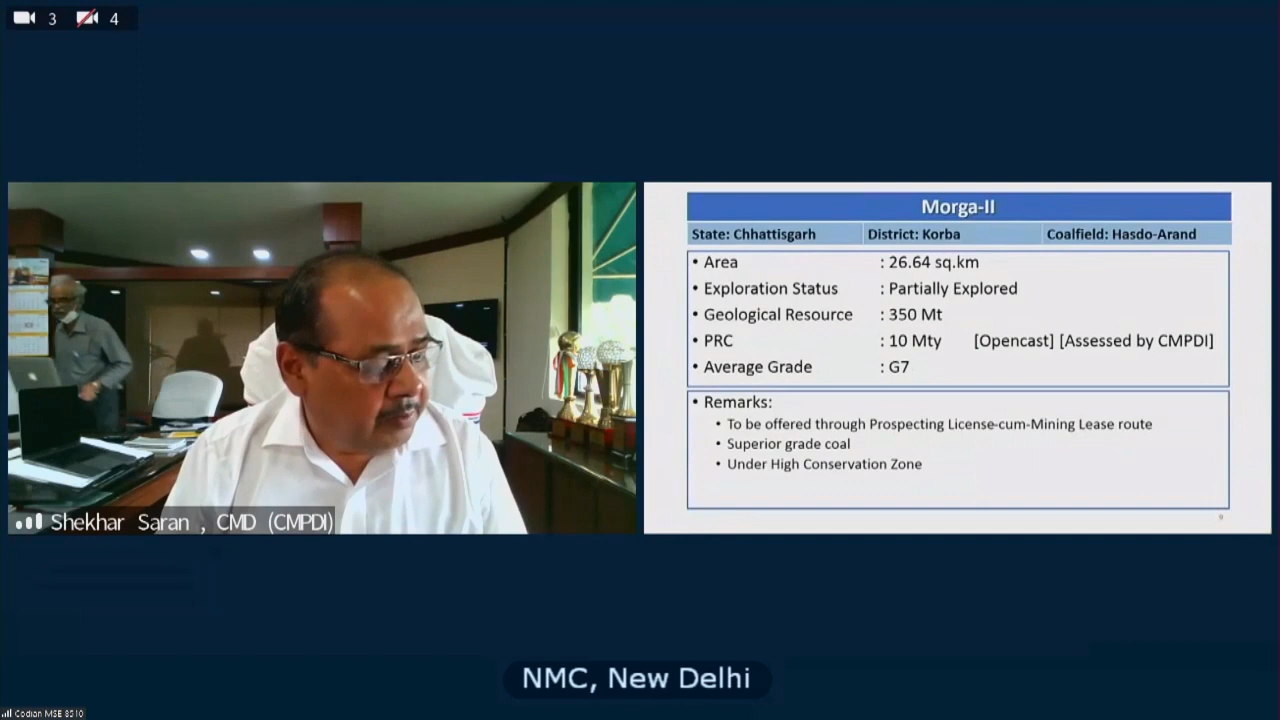 3 4
Morga-II
State: Chhattisgarh District: Korba Coalfield: Hasdo-Arand
• Area : 26.64 sq.km
• Exploration Status : Partially Explored
• Geological Resource : 350 Mt
• PRC : 10 Mty [Opencast] [Assessed by CMPDI]
• Average Grade : G7
• Remarks:
• To be offered through Prospecting License-cum-Mining Lease route
• Superior grade coal
• Under High Conservation Zone
9
Shekhar Saran , CMD (CMPDI)
NMC, New Delhi
Codian MSE 8510